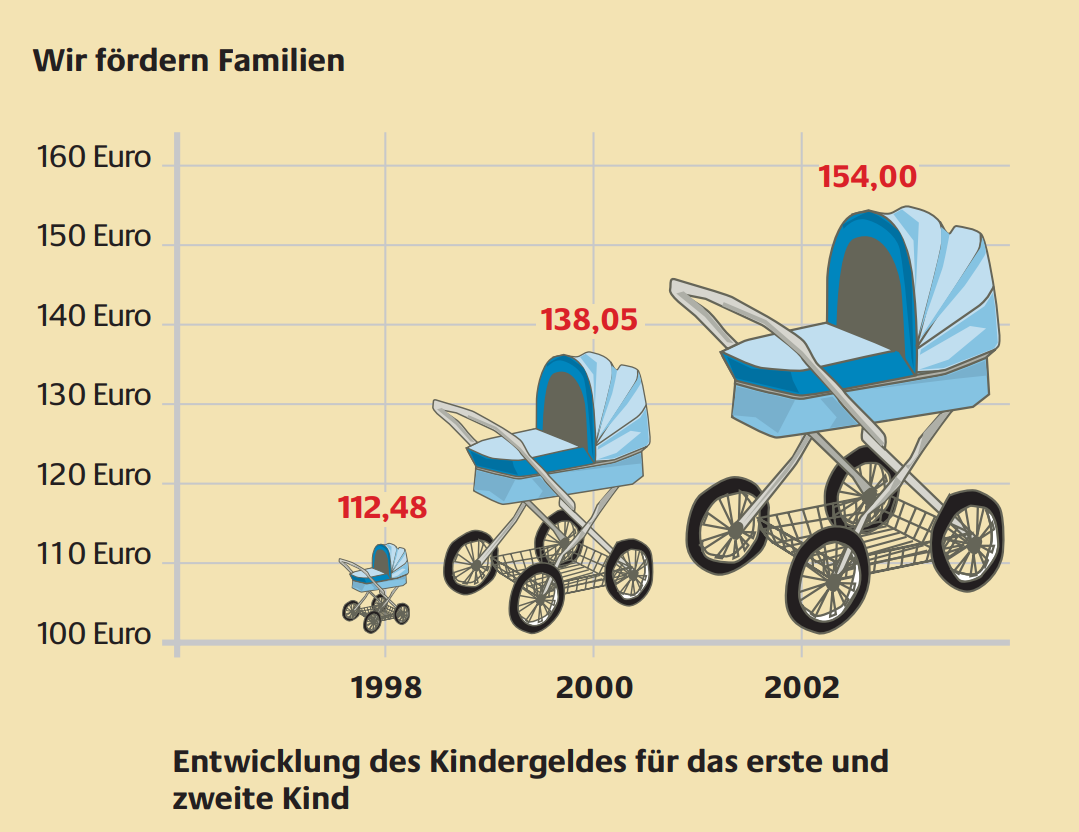 Wir fördern Familien
160 Euro
154,00
150 Euro
140 Euro
138,05
130 Euro
120 Euro
112,48
110 Euro
100 Euro
1998 2000 2002
Entwicklung des Kindergeldes für das erste und
zweite Kind